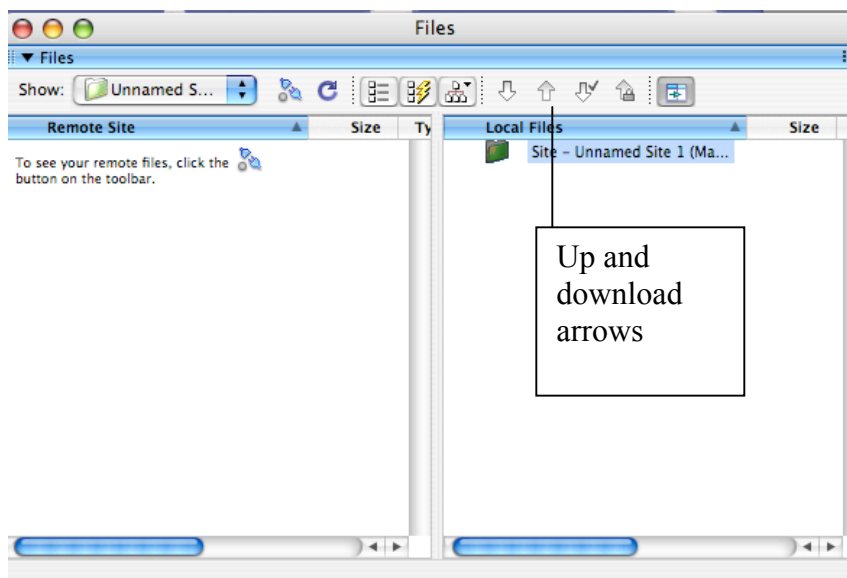 Files
Files
Show: Unnamed S...
Remote Site Size Ty
Local Files Size
To see your remote files, click the
button on the toolbar.
Site – Unnamed Site 1 (Ma...
Up and
download
arrows